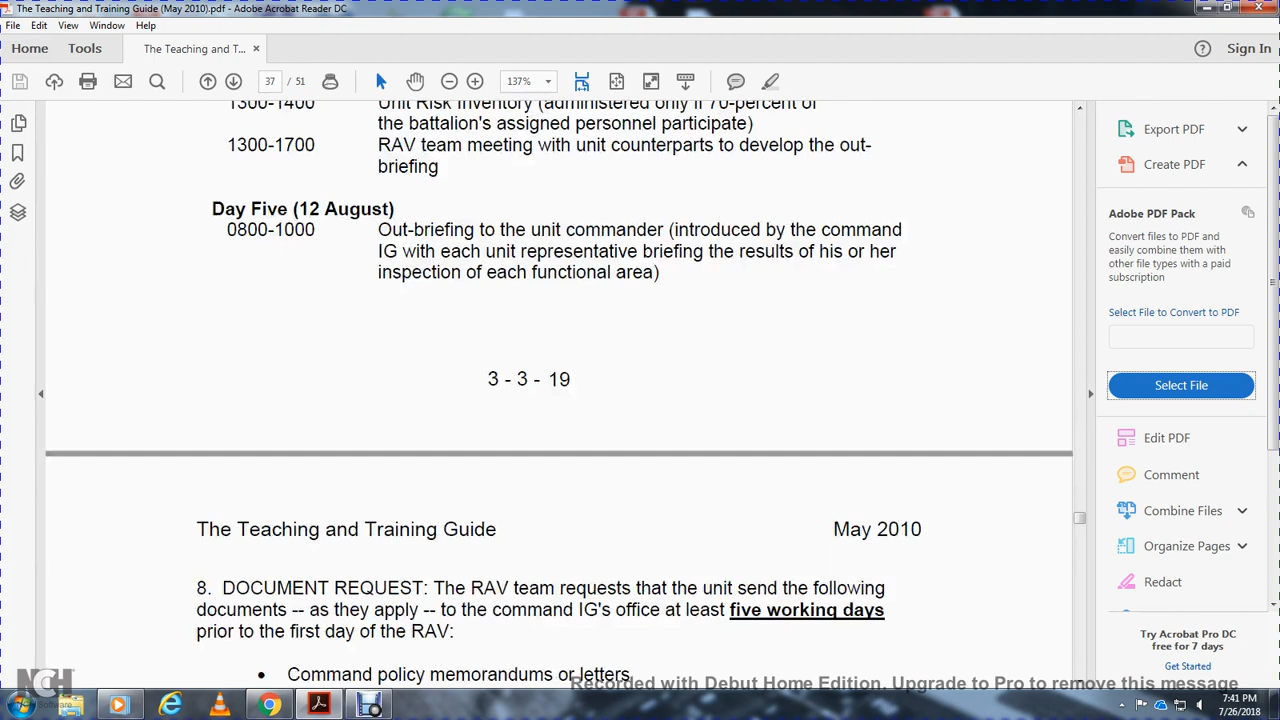 The Teaching and Training Guide (May 2010).pdf - Adobe Acrobat Reader DC
File Edit View Window Help
Home Tools The Teaching and T... × Sign In
37 / 51 137%
1300-1400 Unit Risk Inventory (administered only if 70-percent of
the battalion's assigned personnel participate)
1300-1700 RAV team meeting with unit counterparts to develop the out-
briefing
Day Five (12 August)
0800-1000 Out-briefing to the unit commander (introduced by the command
IG with each unit representative briefing the results of his or her
inspection of each functional area)
3 - 3 - 19
The Teaching and Training Guide May 2010
8. DOCUMENT REQUEST: The RAV team requests that the unit send the following
documents -- as they apply -- to the command IG's office at least five working days
prior to the first day of the RAV:
• Command policy memorandums or letters
Export PDF
Create PDF
Adobe PDF Pack
Convert files to PDF and
easily combine them with
other file types with a paid
subscription
Select File to Convert to PDF
Select File
Edit PDF
Comment
Combine Files
Organize Pages
Redact
Try Acrobat Pro DC
free for 7 days
Get Started
NCH
Software
Recorded with Debut Home Edition. Upgrade to Pro to remove this message
7:41 PM
7/26/2018